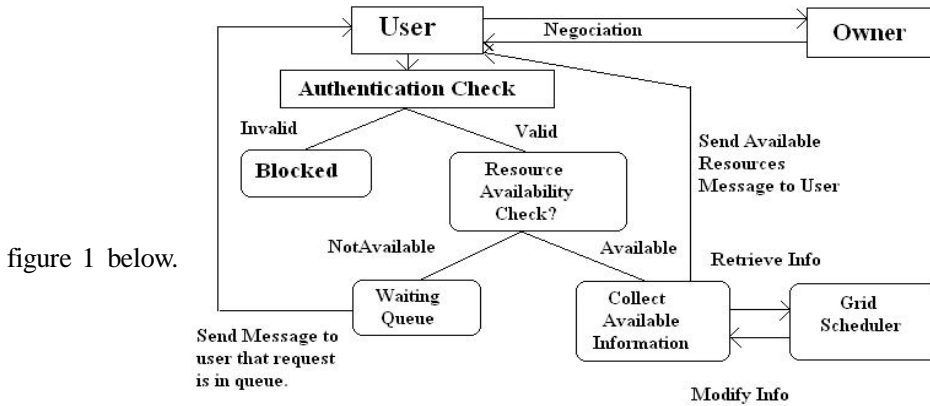 User
Negociation
Owner
Authentication Check
Invalid
Valid
Blocked
Resource
Availability
Check?
Send Available
Resources
Message to User
figure 1 below.
NotAvailable
Available
Retrieve Info
Waiting
Queue
Collect
Available
Information
Grid
Scheduler
Send Message to
user that request
is in queue.
Modify Info